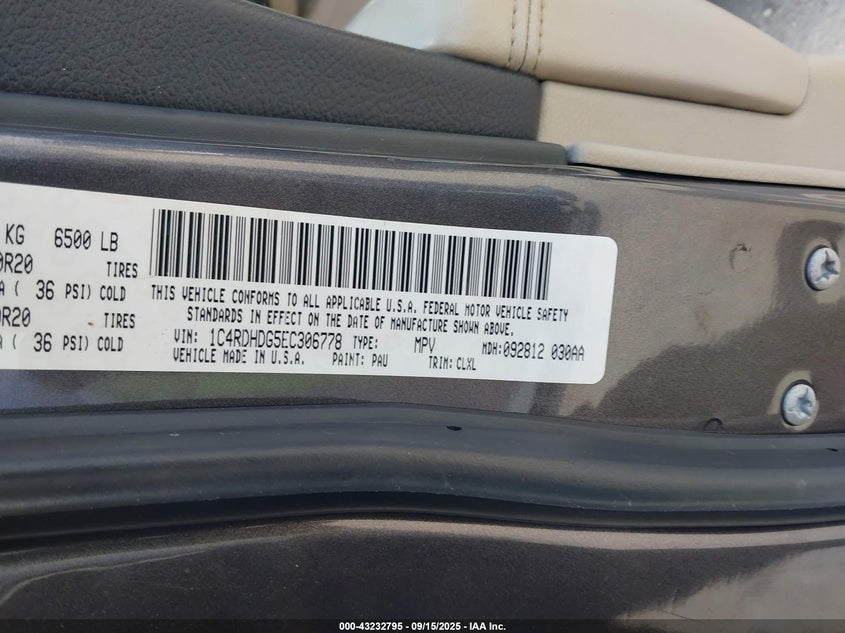 KG 6500 LB
0R20 TIRES
A ( 36 PSI) COLD
0R20 TIRES
A ( 36 PSI) COLD
THIS VEHICLE CONFORMS TO ALL APPLICABLE U.S.A. FEDERAL MOTOR VEHICLE SAFETY
STANDARDS IN EFFECT ON THE DATE OF MANUFACTURE SHOWN ABOVE.
VIN: 1C4RDHDG5EC306778 TYPE: MPV MDH:092812 030AA
VEHICLE MADE IN U.S.A. PAINT: PAU TRIM: CLXL
000-43232795 - 09/15/2025 - IAA Inc.